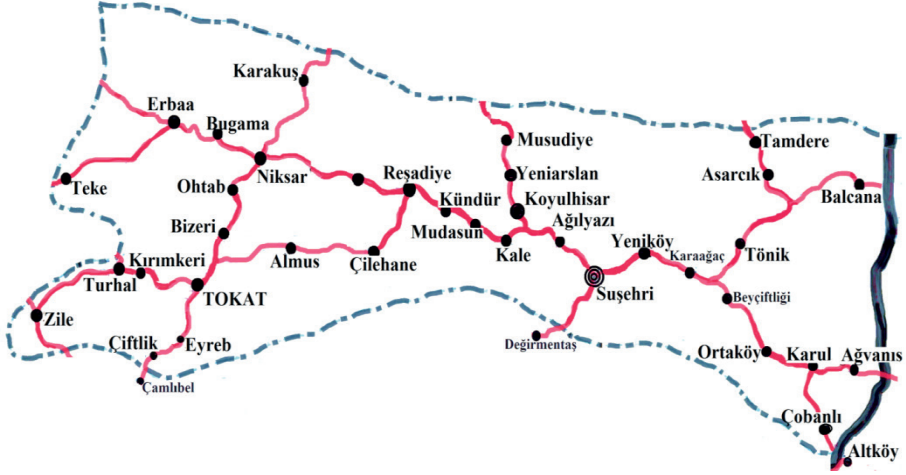 Karakuş
Erbaa
Bugama
Musudiye
Tamdere
Teke
Niksar
Ohtab
Reşadiye
Yeniarslan
Asarcık
Balcana
Kündür
Koyulhisar
Bizeri
Mudasun
Ağılyazı
Almus
Çilehane
Kale
Yeniköy
Karaağaç
Tönik
Kırımkeri
Turhal
TOKAT
Suşehri
Beyçiftliği
Zile
Çiftlik
Eyreb
Değirmentaş
Ortaköy
Karul
Ağvanıs
Çamlıbel
Çobanlı
Altköy